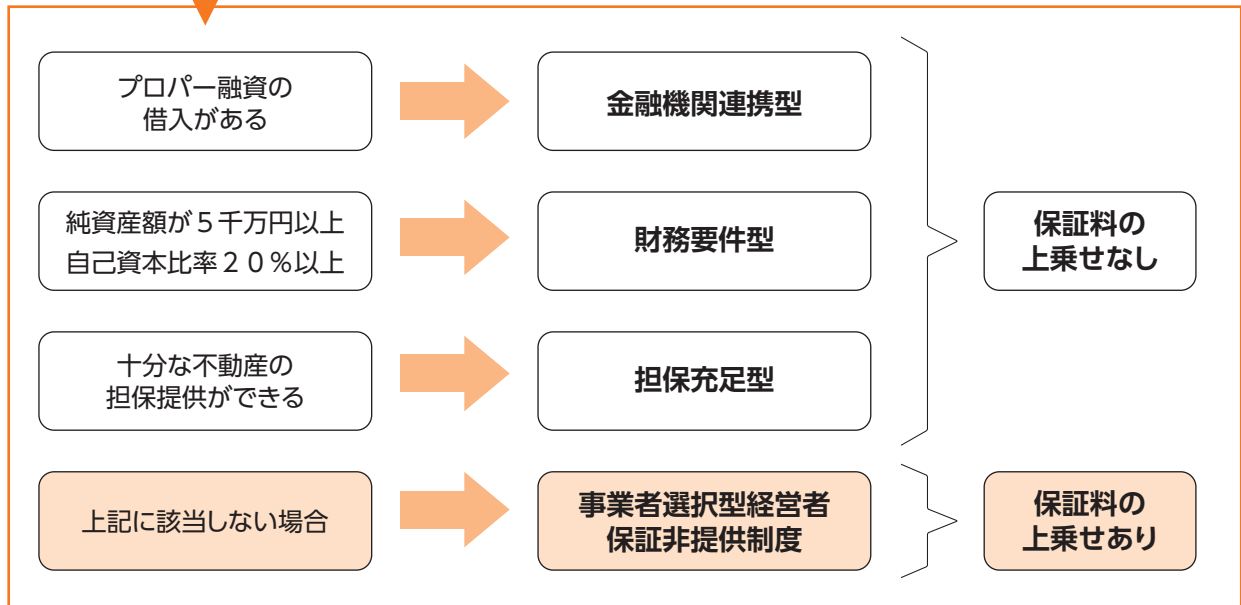 プロパー融資の
借入がある
金融機関連携型
純資産額が５千万円以上
自己資本比率２０％以上
財務要件型
保証料の
上乗せなし
十分な不動産の
担保提供ができる
担保充足型
上記に該当しない場合
事業者選択型経営者
保証非提供制度
保証料の
上乗せあり